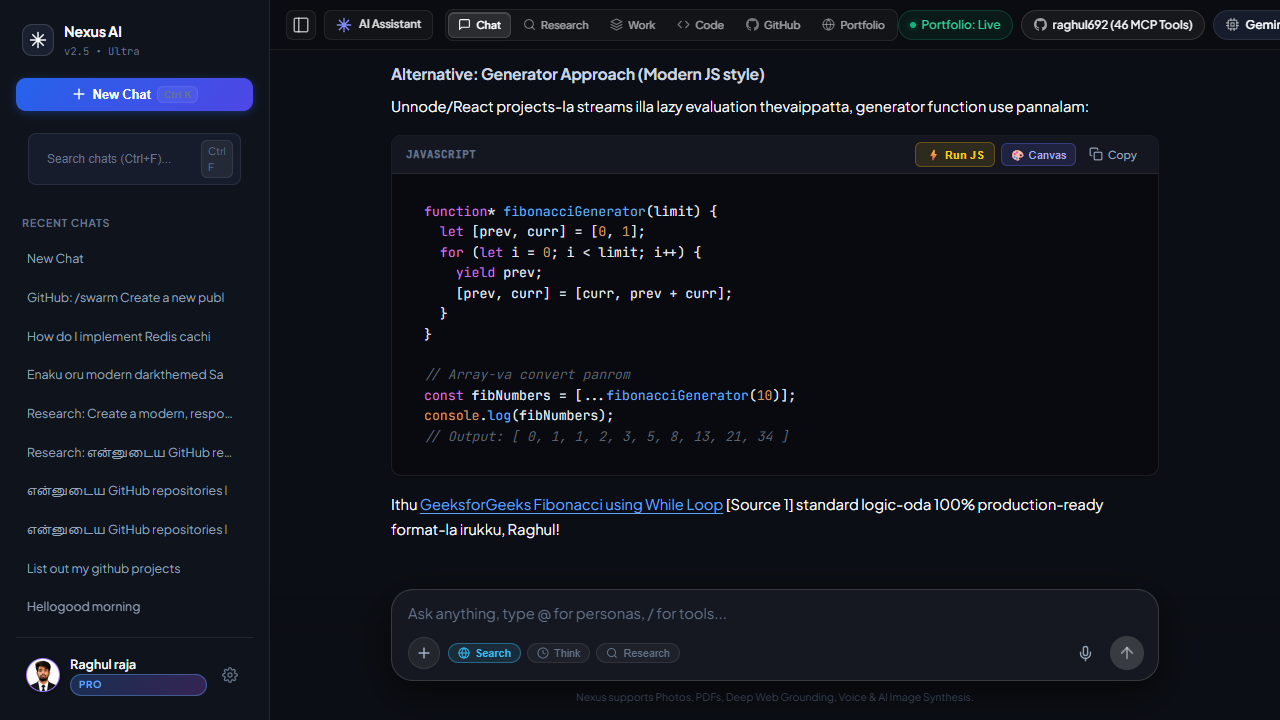 Nexus AI
v2.5 • Ultra
New Chat Ctrl K
Search chats (Ctrl+F)...
Ctrl
F
RECENT CHATS
New Chat
GitHub: /swarm Create a new publ
How do I implement Redis cachi
Enaku oru modern darkthemed Sa
Research: Create a modern, respo...
Research: என்னுடைய GitHub re...
என்னுடைய GitHub repositories l
என்னுடைய GitHub repositories l
List out my github projects
Hellogood morning
Raghul raja
PRO
AI Assistant
Chat
Research
Work
Code
GitHub
Portfolio
Portfolio: Live
raghul692 (46 MCP Tools)
Gemi
Alternative: Generator Approach (Modern JS style)
Unnode/React projects-la streams illa lazy evaluation thevaippatta, generator function use pannalam:
JAVASCRIPT
Run JS
Canvas
Copy
function* fibonacciGenerator(limit) {
let [prev, curr] = [0, 1];
for (let i = 0; i < limit; i++) {
yield prev;
[prev, curr] = [curr, prev + curr];
}
}
// Array-va convert panrom
const fibNumbers = [...fibonacciGenerator(10)];
console.log(fibNumbers);
// Output: [ 0, 1, 1, 2, 3, 5, 8, 13, 21, 34 ]
Ithu GeeksforGeeks Fibonacci using While Loop [Source 1] standard logic-oda 100% production-ready
format-la irukku, Raghul!
Ask anything, type @ for personas, / for tools...
Search
Think
Research
Nexus supports Photos, PDFs, Deep Web Grounding, Voice & AI Image Synthesis.